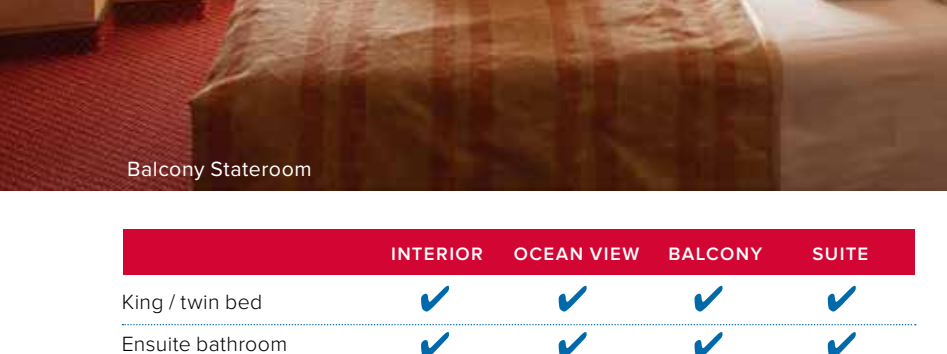 Balcony Stateroom
INTERIOR OCEAN VIEW BALCONY SUITE
King / twin bed ✔ ✔ ✔ ✔
Ensuite bathroom ✔ ✔ ✔ ✔